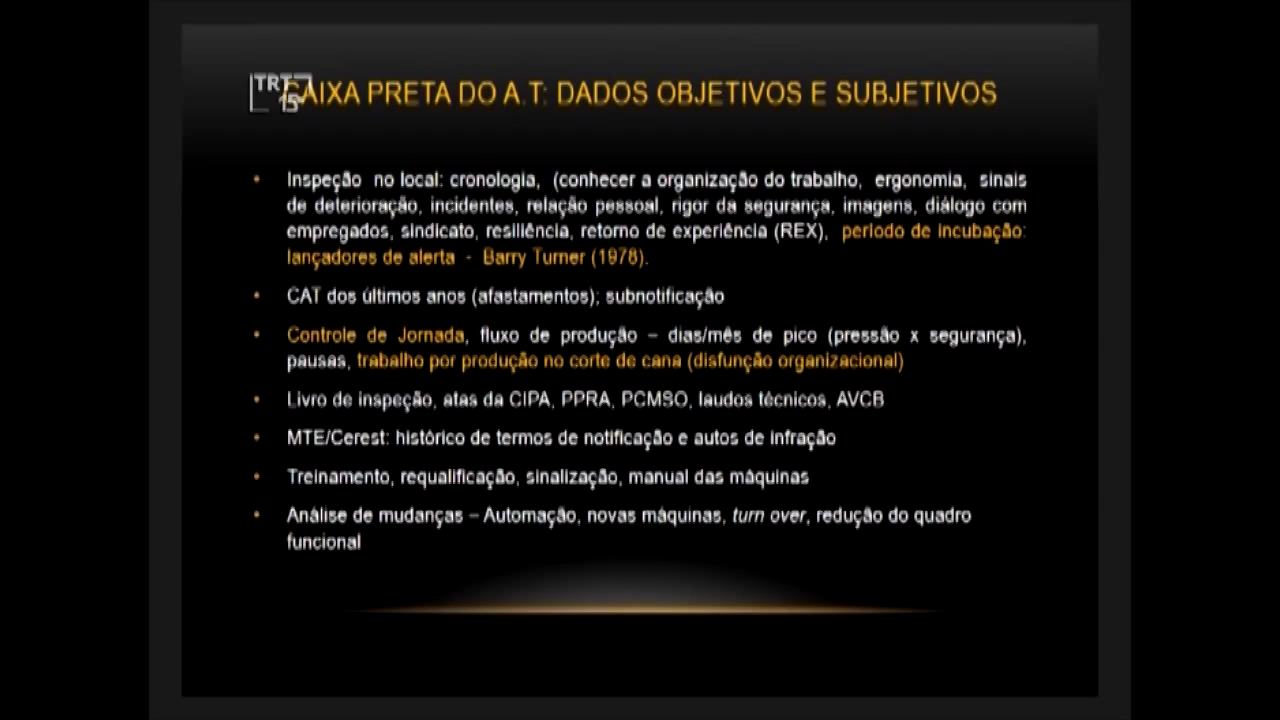 TRT
15
CAIXA PRETA DO A.T: DADOS OBJETIVOS E SUBJETIVOS
• Inspeção no local: cronologia, (conhecer a organização do trabalho, ergonomia, sinais
de deterioração, incidentes, relação pessoal, rigor da segurança, imagens, diálogo com
empregados, sindicato, resiliência, retorno de experiência (REX), período de incubação:
lançadores de alerta - Barry Turner (1978).
• CAT dos últimos anos (afastamentos); subnotificação
• Controle de Jornada, fluxo de produção – dias/mês de pico (pressão x segurança),
pausas, trabalho por produção no corte de cana (disfunção organizacional)
• Livro de inspeção, atas da CIPA, PPRA, PCMSO, laudos técnicos, AVCB
• MTE/Cerest: histórico de termos de notificação e autos de infração
• Treinamento, requalificação, sinalização, manual das máquinas
• Análise de mudanças – Automação, novas máquinas, turn over, redução do quadro
funcional